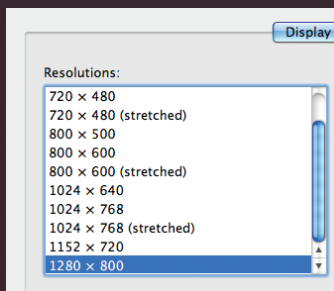 Display
Resolutions:
720 × 480
720 × 480 (stretched)
800 × 500
800 × 600
800 × 600 (stretched)
1024 × 640
1024 × 768
1024 × 768 (stretched)
1152 × 720
1280 × 800